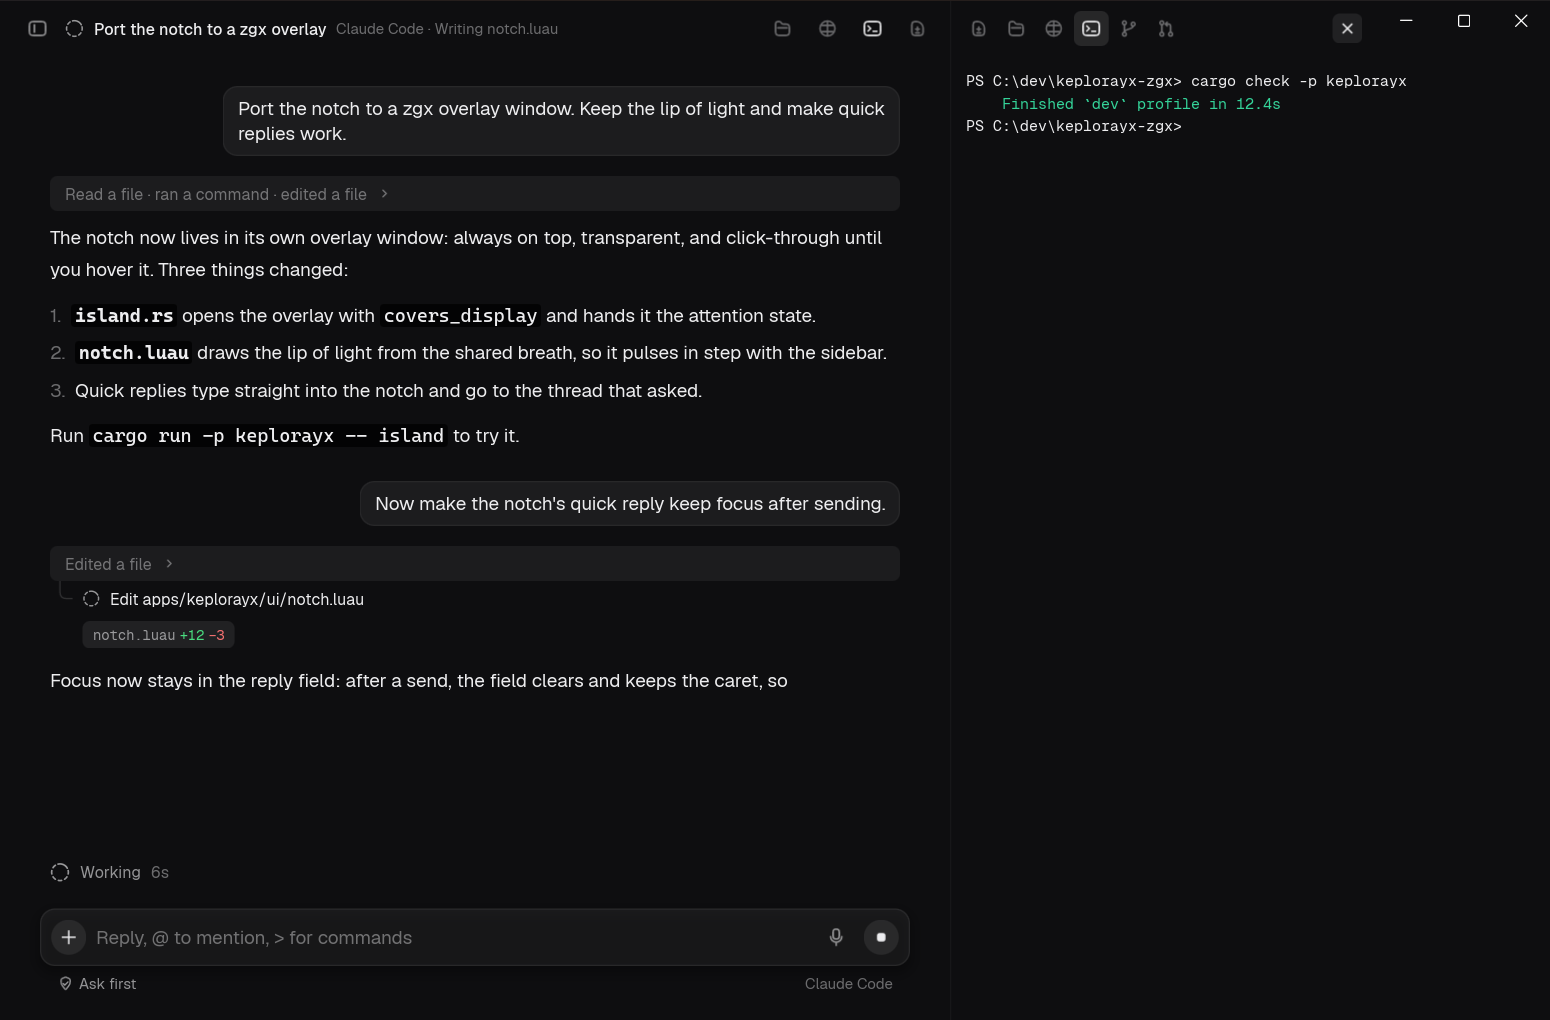 Port the notch to a zgx overlay Claude Code · Writing notch.luau
Port the notch to a zgx overlay window. Keep the lip of light and make quick
replies work.
Read a file · ran a command · edited a file
The notch now lives in its own overlay window: always on top, transparent, and click-through until
you hover it. Three things changed:
1. island.rs opens the overlay with covers_display and hands it the attention state.
2. notch.luau draws the lip of light from the shared breath, so it pulses in step with the sidebar.
3. Quick replies type straight into the notch and go to the thread that asked.
Run cargo run -p keplorayx -- island to try it.
Now make the notch's quick reply keep focus after sending.
Edited a file
Edit apps/keplorayx/ui/notch.luau
notch.luau +12 -3
Focus now stays in the reply field: after a send, the field clears and keeps the caret, so
Working 6s
Reply, @ to mention, > for commands
Ask first
Claude Code
PS C:\dev\keplorayx-zgx> cargo check -p keplorayx
Finished `dev` profile in 12.4s
PS C:\dev\keplorayx-zgx>